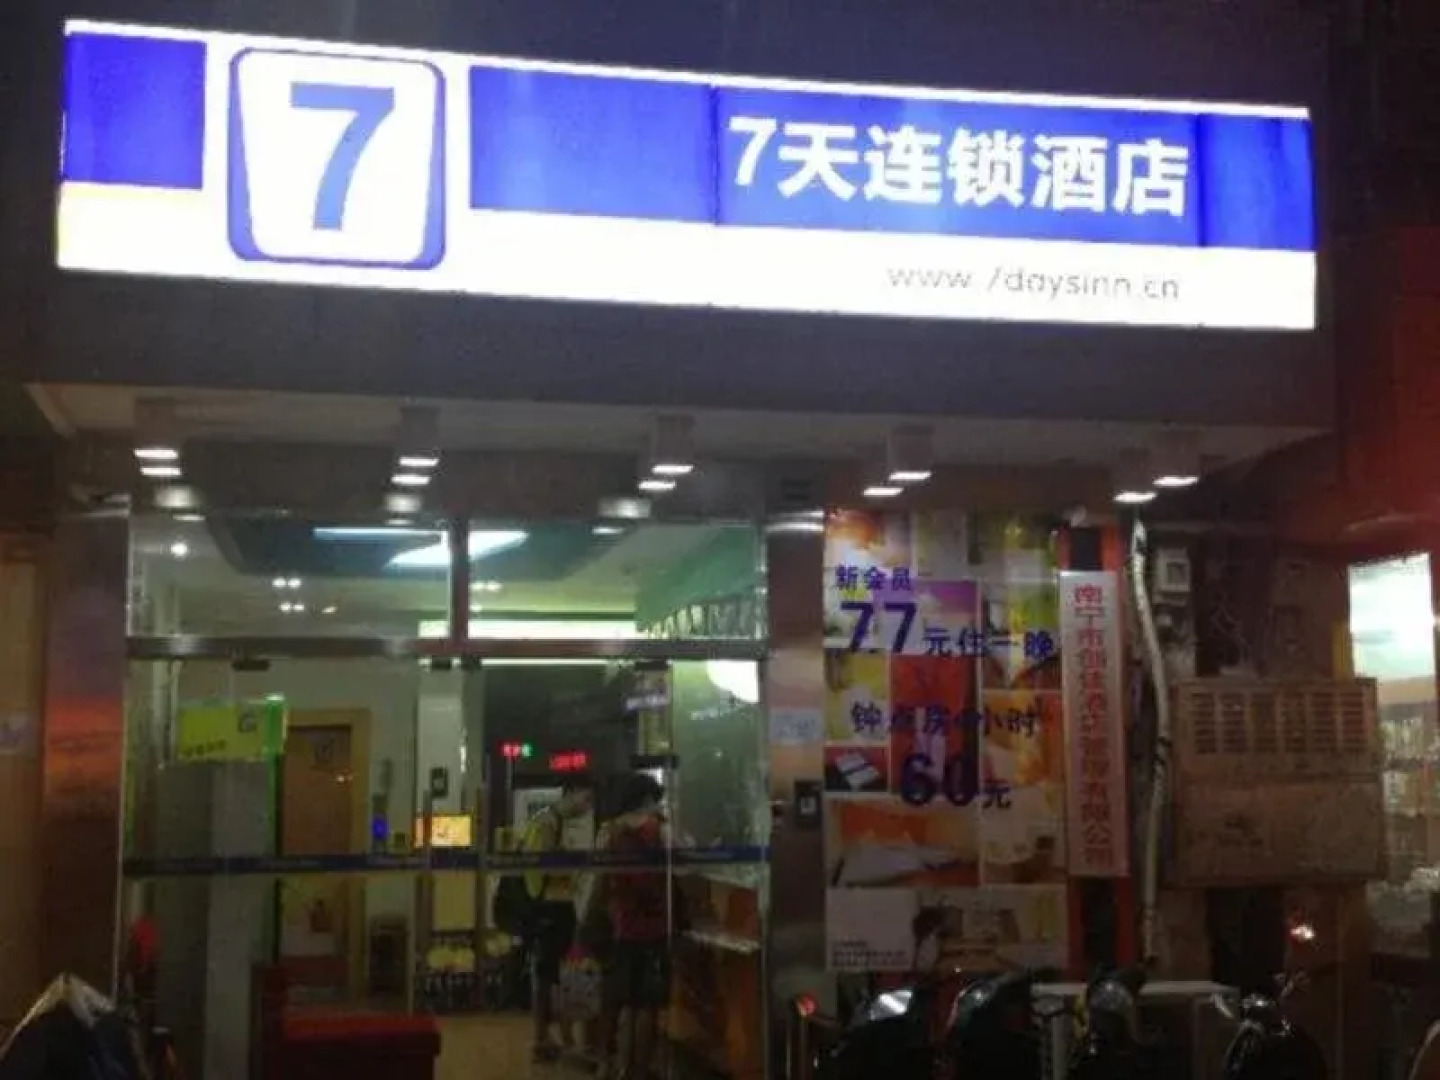 7
7天连锁酒店
www.7daysinn.cn
新会员
77元住一晚
钟点房4小时
60元
南宁市创佳酒店管理有限公司